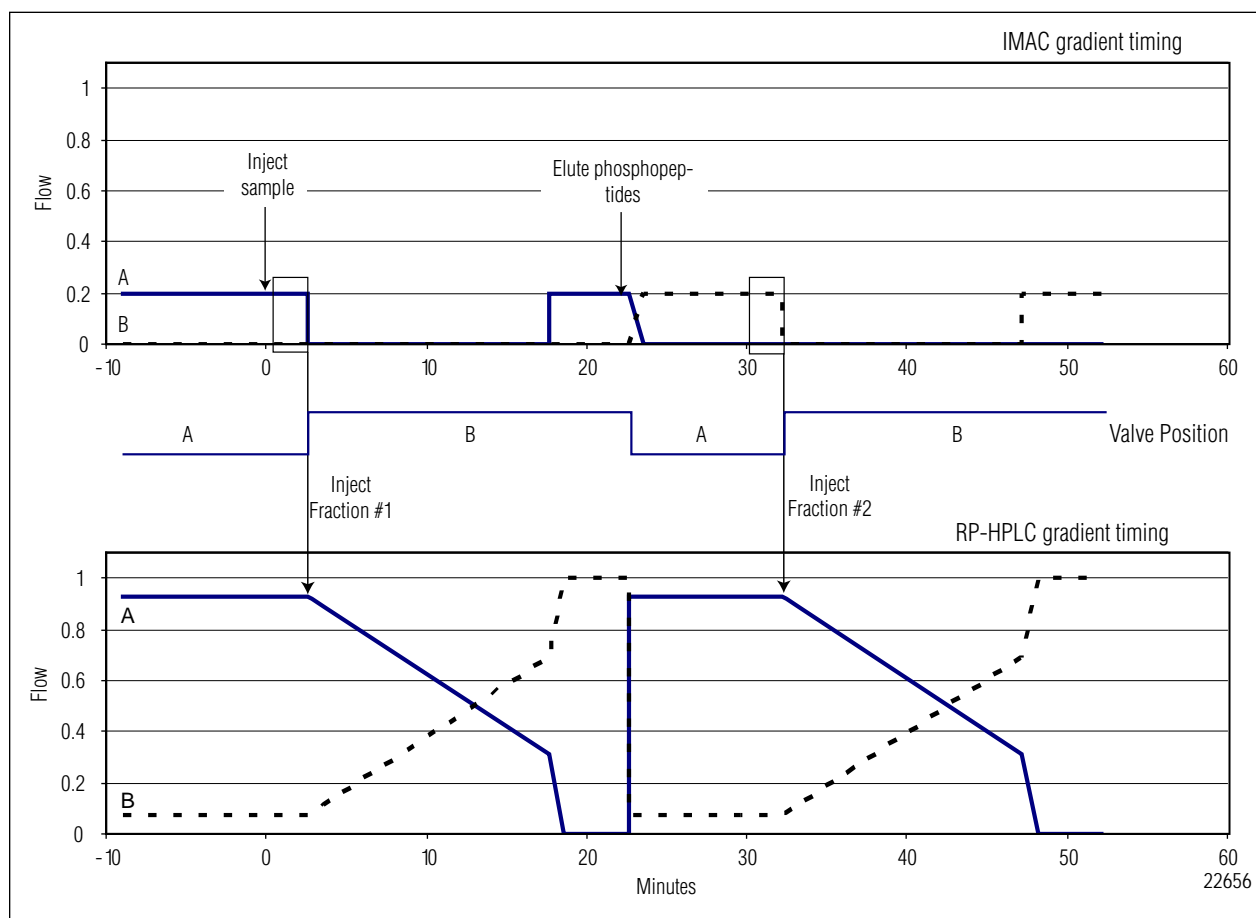 IMAC gradient timing
1
0.8
0.6
0.4
0.2
0
Flow
Inject
sample
Elute phosphopep-
tides
A
B
-10
0
10
20
30
40
50
60
A
B
A
B
Valve Position
Inject
Fraction #1
Inject
Fraction #2
RP-HPLC gradient timing
1
0.8
0.6
0.4
0.2
0
Flow
A
B
-10
0
10
20
30
40
50
60
Minutes
22656